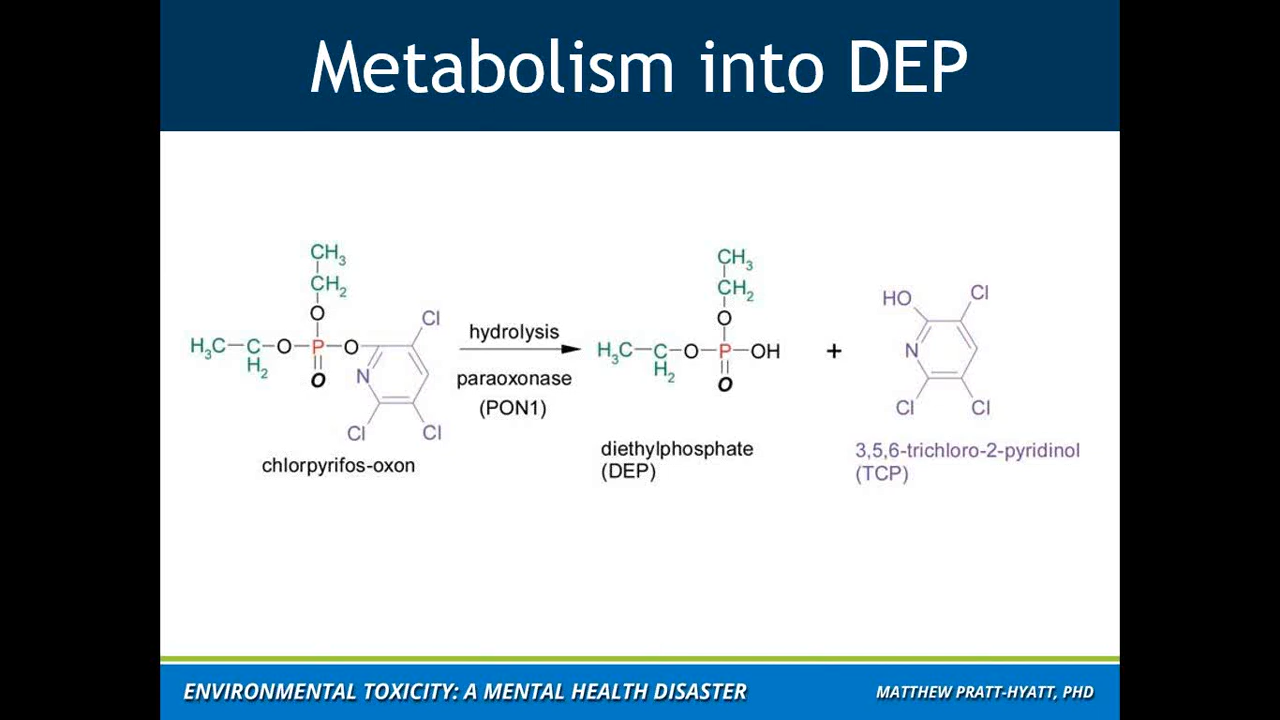 Metabolism into DEP
CH3
CH2
O
H3C C O P O
H2
O
N
Cl
Cl
Cl
chlorpyrifos-oxon
hydrolysis
paraoxonase
(PON1)
CH3
CH2
O
H3C C O P OH
H2
O
diethylphosphate
(DEP)
+
HO
Cl
N
Cl
Cl
3,5,6-trichloro-2-pyridinol
(TCP)
ENVIRONMENTAL TOXICITY: A MENTAL HEALTH DISASTER
MATTHEW PRATT-HYATT, PHD